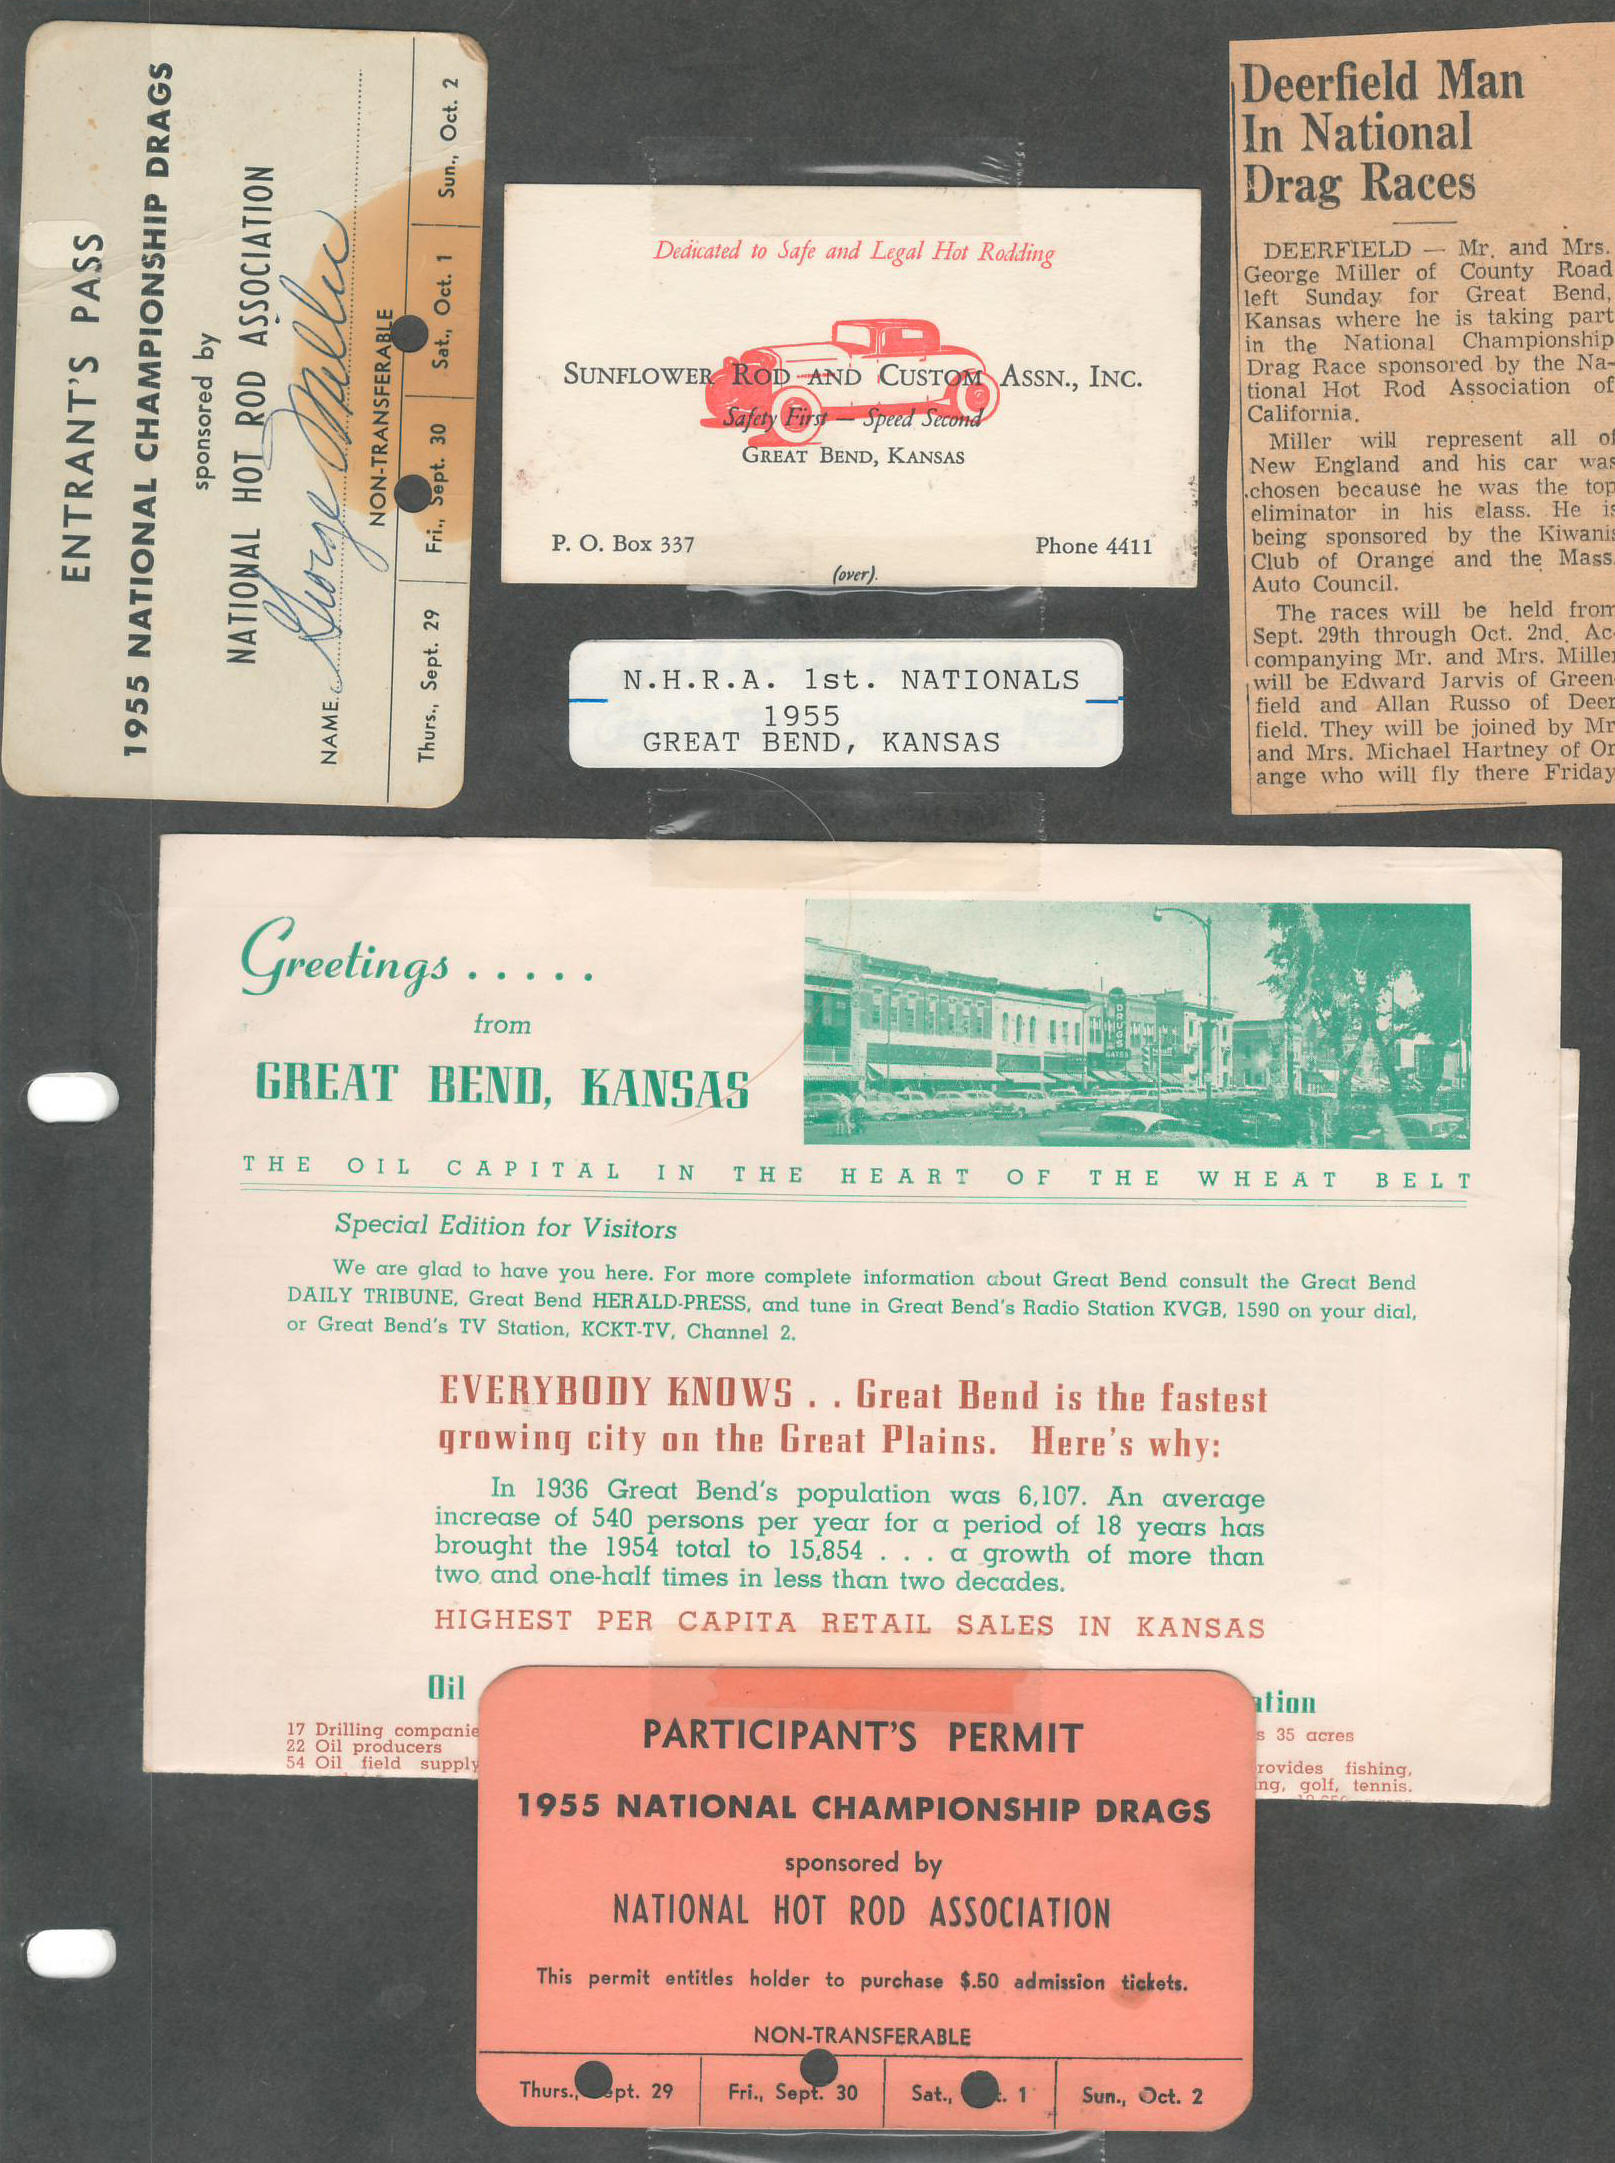 ENTRANT'S PASS
1955 NATIONAL CHAMPIONSHIP DRAGS
sponsored by
NATIONAL HOT ROD ASSOCIATION
NAME George Miller
NON-TRANSFERABLE
Thurs., Sept. 29 Fri., Sept. 30 Sat., Oct. 1 Sun., Oct. 2
Dedicated to Safe and Legal Hot Rodding
SUNFLOWER ROD AND CUSTOM ASSN., INC.
Safety First — Speed Second
GREAT BEND, KANSAS
P. O. Box 337 Phone 4411
(over).
Deerfield Man
In National
Drag Races
DEERFIELD — Mr. and Mrs.
George Miller of County Road
left Sunday for Great Bend,
Kansas where he is taking part
in the National Championship
Drag Race sponsored by the Na-
tional Hot Rod Association of
California.
Miller will represent all of
New England and his car was
chosen because he was the top
eliminator in his class. He is
being sponsored by the Kiwanis
Club of Orange and the Mass.
Auto Council.
The races will be held from
Sept. 29th through Oct. 2nd. Ac-
companying Mr. and Mrs. Miller
will be Edward Jarvis of Green
field and Allan Russo of Deer
field. They will be joined by Mr
and Mrs. Michael Hartney of Or
ange who will fly there Friday
N.H.R.A. 1st. NATIONALS
1955
GREAT BEND, KANSAS
Greetings . . . . .
from
GREAT BEND, KANSAS
DRUGS
GATES
THE OIL CAPITAL IN THE HEART OF THE WHEAT BELT
Special Edition for Visitors
We are glad to have you here. For more complete information about Great Bend consult the Great Bend
DAILY TRIBUNE, Great Bend HERALD-PRESS, and tune in Great Bend's Radio Station KVGB, 1590 on your dial,
or Great Bend's TV Station, KCKT-TV, Channel 2.
EVERYBODY KNOWS . . Great Bend is the fastest
growing city on the Great Plains. Here's why:
In 1936 Great Bend's population was 6,107. An average
increase of 540 persons per year for a period of 18 years has
brought the 1954 total to 15,854 . . . a growth of more than
two and one-half times in less than two decades.
HIGHEST PER CAPITA RETAIL SALES IN KANSAS
Oil ation
17 Drilling companie s 35 acres
22 Oil producers
54 Oil field supply rovides fishing,
ng, golf, tennis.
PARTICIPANT'S PERMIT
1955 NATIONAL CHAMPIONSHIP DRAGS
sponsored by
NATIONAL HOT ROD ASSOCIATION
This permit entitles holder to purchase $.50 admission tickets.
NON-TRANSFERABLE
Thurs., pt. 29 Fri., Sept. 30 Sat., t. 1 Sun., Oct. 2